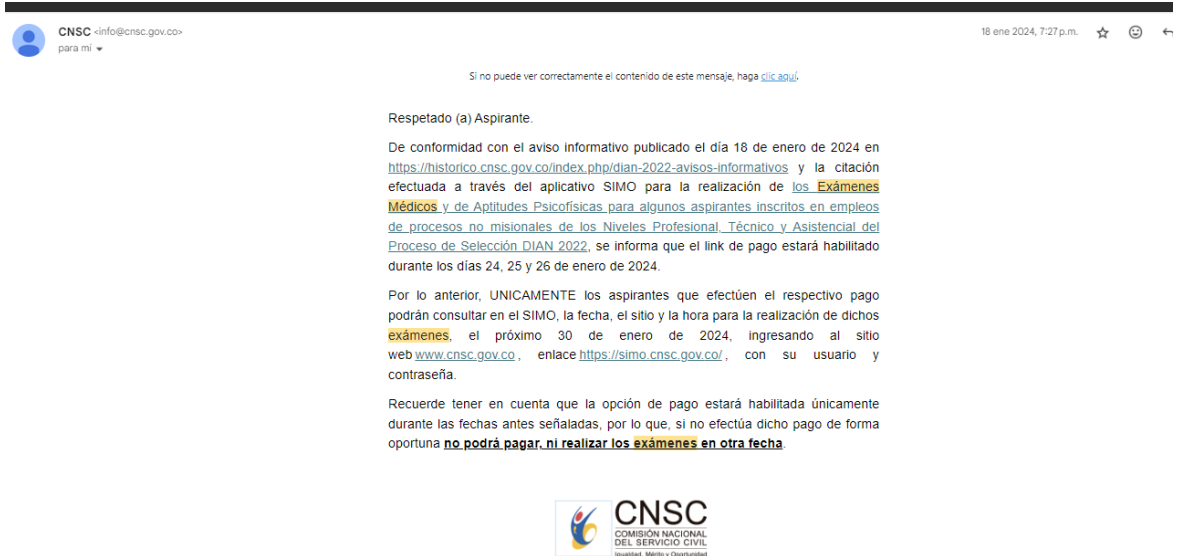 CNSC <info@cnsc.gov.co>
para mí
18 ene 2024, 7:27 p.m.
Si no puede ver correctamente el contenido de este mensaje, haga clic aquí.
Respetado (a) Aspirante.
De conformidad con el aviso informativo publicado el día 18 de enero de 2024 en
https://historico.cnsc.gov.co/index.php/dian-2022-avisos-informativos y la citación
efectuada a través del aplicativo SIMO para la realización de los Exámenes
Médicos y de Aptitudes Psicofísicas para algunos aspirantes inscritos en empleos
de procesos no misionales de los Niveles Profesional, Técnico y Asistencial del
Proceso de Selección DIAN 2022, se informa que el link de pago estará habilitado
durante los días 24, 25 y 26 de enero de 2024.
Por lo anterior, UNICAMENTE los aspirantes que efectúen el respectivo pago
podrán consultar en el SIMO, la fecha, el sitio y la hora para la realización de dichos
exámenes, el próximo 30 de enero de 2024, ingresando al sitio
web www.cnsc.gov.co , enlace https://simo.cnsc.gov.co/ , con su usuario y
contraseña.
Recuerde tener en cuenta que la opción de pago estará habilitada únicamente
durante las fechas antes señaladas, por lo que, si no efectúa dicho pago de forma
oportuna no podrá pagar, ni realizar los exámenes en otra fecha.
CNSC
COMISIÓN NACIONAL
DEL SERVICIO CIVIL
Igualdad, Mérito y Oportunidad